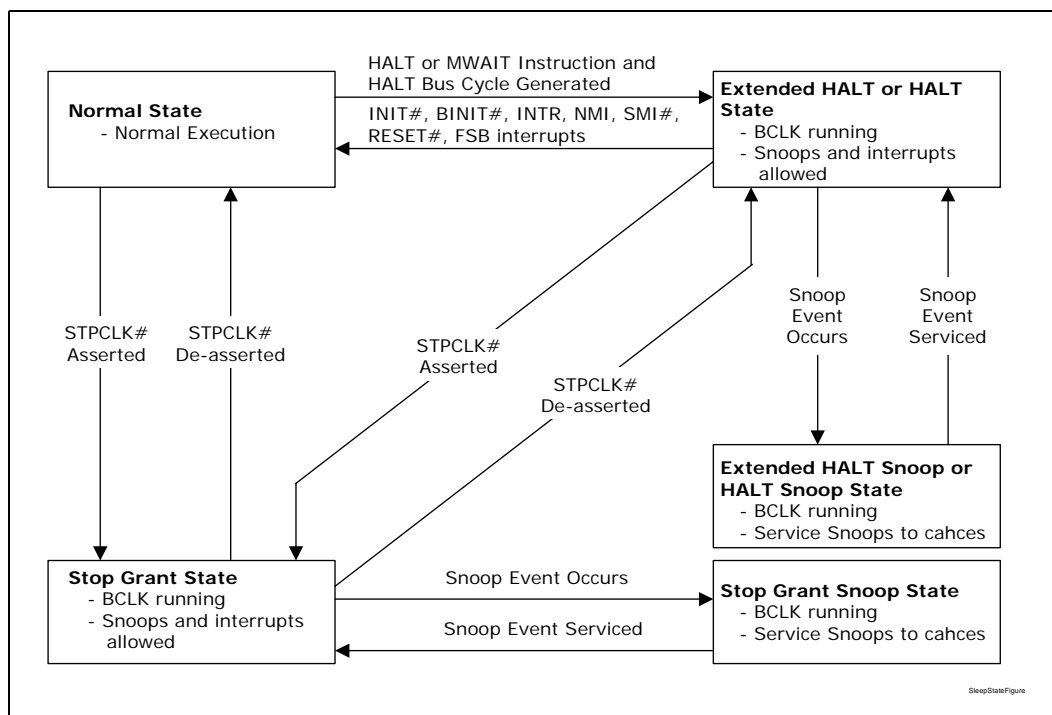 HALT or MWAIT Instruction and
HALT Bus Cycle Generated
Normal State
- Normal Execution
INIT#, BINIT#, INTR, NMI, SMI#,
RESET#, FSB interrupts
Extended HALT or HALT
State
- BCLK running
- Snoops and interrupts
allowed
STPCLK#
Asserted
STPCLK#
De-asserted
STPCLK#
Asserted
STPCLK#
De-asserted
Snoop
Event
Occurs
Snoop
Event
Serviced
Extended HALT Snoop or
HALT Snoop State
- BCLK running
- Service Snoops to cahces
Stop Grant State
- BCLK running
- Snoops and interrupts
allowed
Snoop Event Occurs
Snoop Event Serviced
Stop Grant Snoop State
- BCLK running
- Service Snoops to cahces
SleepStateFigure